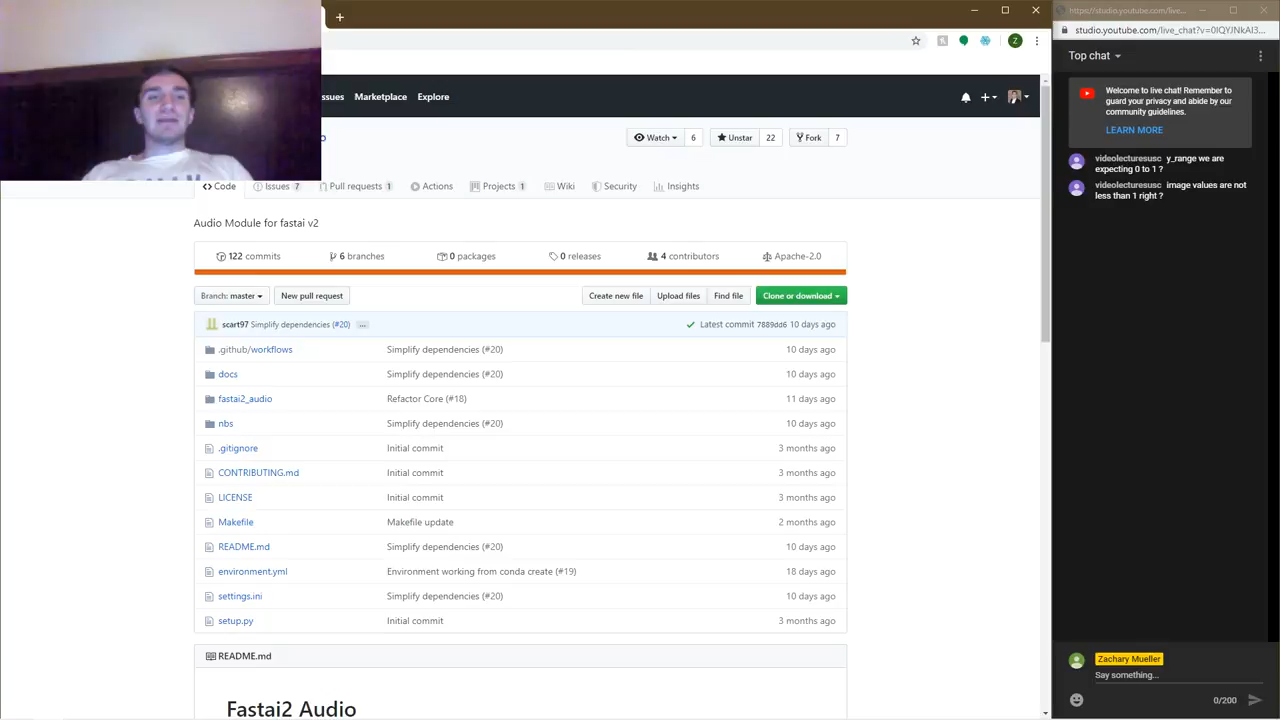 https://studio.youtube.com/live...
studio.youtube.com/live_chat?v=0IQYJNkAI3...
Z
Top chat
ssues Marketplace Explore
Welcome to live chat! Remember to
guard your privacy and abide by our
community guidelines.
LEARN MORE
o
Watch 6 Unstar 22 Fork 7
videolecturesusc y_range we are
expecting 0 to 1 ?
videolecturesusc image values are not
less than 1 right ?
Code Issues 7 Pull requests 1 Actions Projects 1 Wiki Security Insights
Audio Module for fastai v2
122 commits 6 branches 0 packages 0 releases 4 contributors Apache-2.0
Branch: master New pull request Create new file Upload files Find file Clone or download
scart97 Simplify dependencies (#20) ... Latest commit 7889dd6 10 days ago
.github/workflows Simplify dependencies (#20) 10 days ago
docs Simplify dependencies (#20) 10 days ago
fastai2_audio Refactor Core (#18) 11 days ago
nbs Simplify dependencies (#20) 10 days ago
.gitignore Initial commit 3 months ago
CONTRIBUTING.md Initial commit 3 months ago
LICENSE Initial commit 3 months ago
Makefile Makefile update 2 months ago
README.md Simplify dependencies (#20) 10 days ago
environment.yml Environment working from conda create (#19) 18 days ago
settings.ini Simplify dependencies (#20) 10 days ago
setup.py Initial commit 3 months ago
README.md
Fastai2 Audio
Zachary Mueller
Say something...
0/200